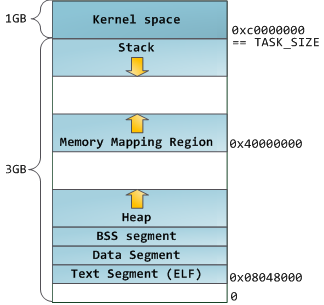 1GB
Kernel space
0xc0000000
== TASK_SIZE
Stack
Memory Mapping Region
0x40000000
3GB
Heap
BSS segment
Data Segment
Text Segment (ELF)
0x08048000
0